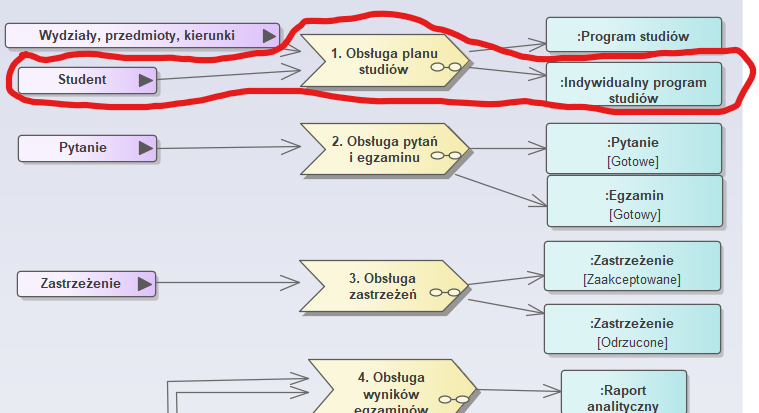 Wydziały, przedmioty, kierunki
Student
1. Obsługa planu
studiów
:Program studiów
:Indywidualny program
studiów
Pytanie
2. Obsługa pytań
i egzaminu
:Pytanie
[Gotowe]
:Egzamin
[Gotowy]
Zastrzeżenie
3. Obsługa
zastrzeżeń
:Zastrzeżenie
[Zaakceptowane]
:Zastrzeżenie
[Odrzucone]
4. Obsługa
wyników
egzaminów
:Raport
analityczny